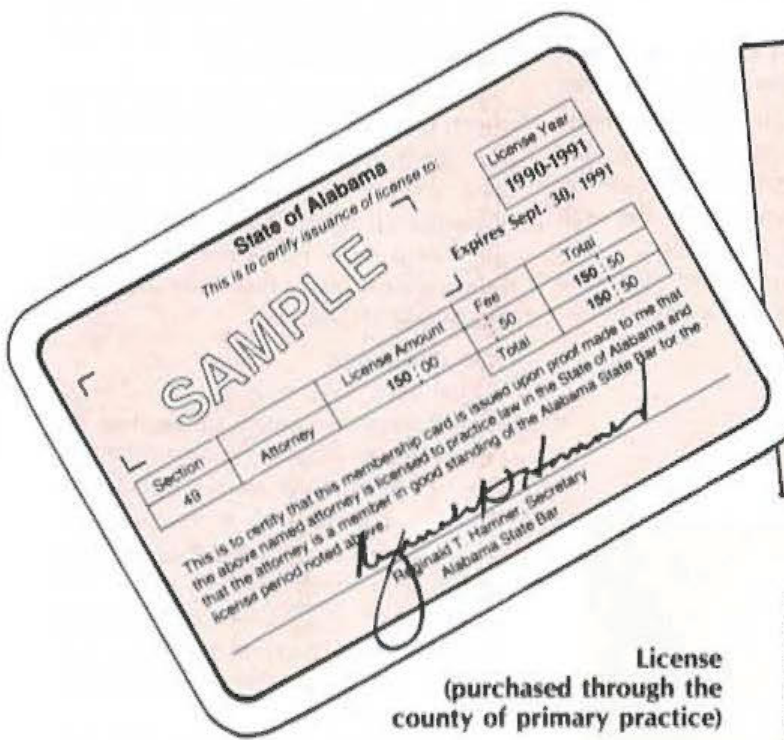 State of Alabama
This is to certify issuance of license to:
License Year
1990-1991
Expires Sept. 30, 1991
SAMPLE
Section License Amount Fee Total
49 Attorney 150 00 50 150 50
Total 150 50
This is to certify that this membership card is issued upon proof made to me that
the above named attorney is licensed to practice law in the State of Alabama and
that the attorney is a member in good standing of the Alabama State Bar for the
license period noted above.
Reginald T. Hamner, Secretary
Alabama State Bar
License
(purchased through the
county of primary practice)